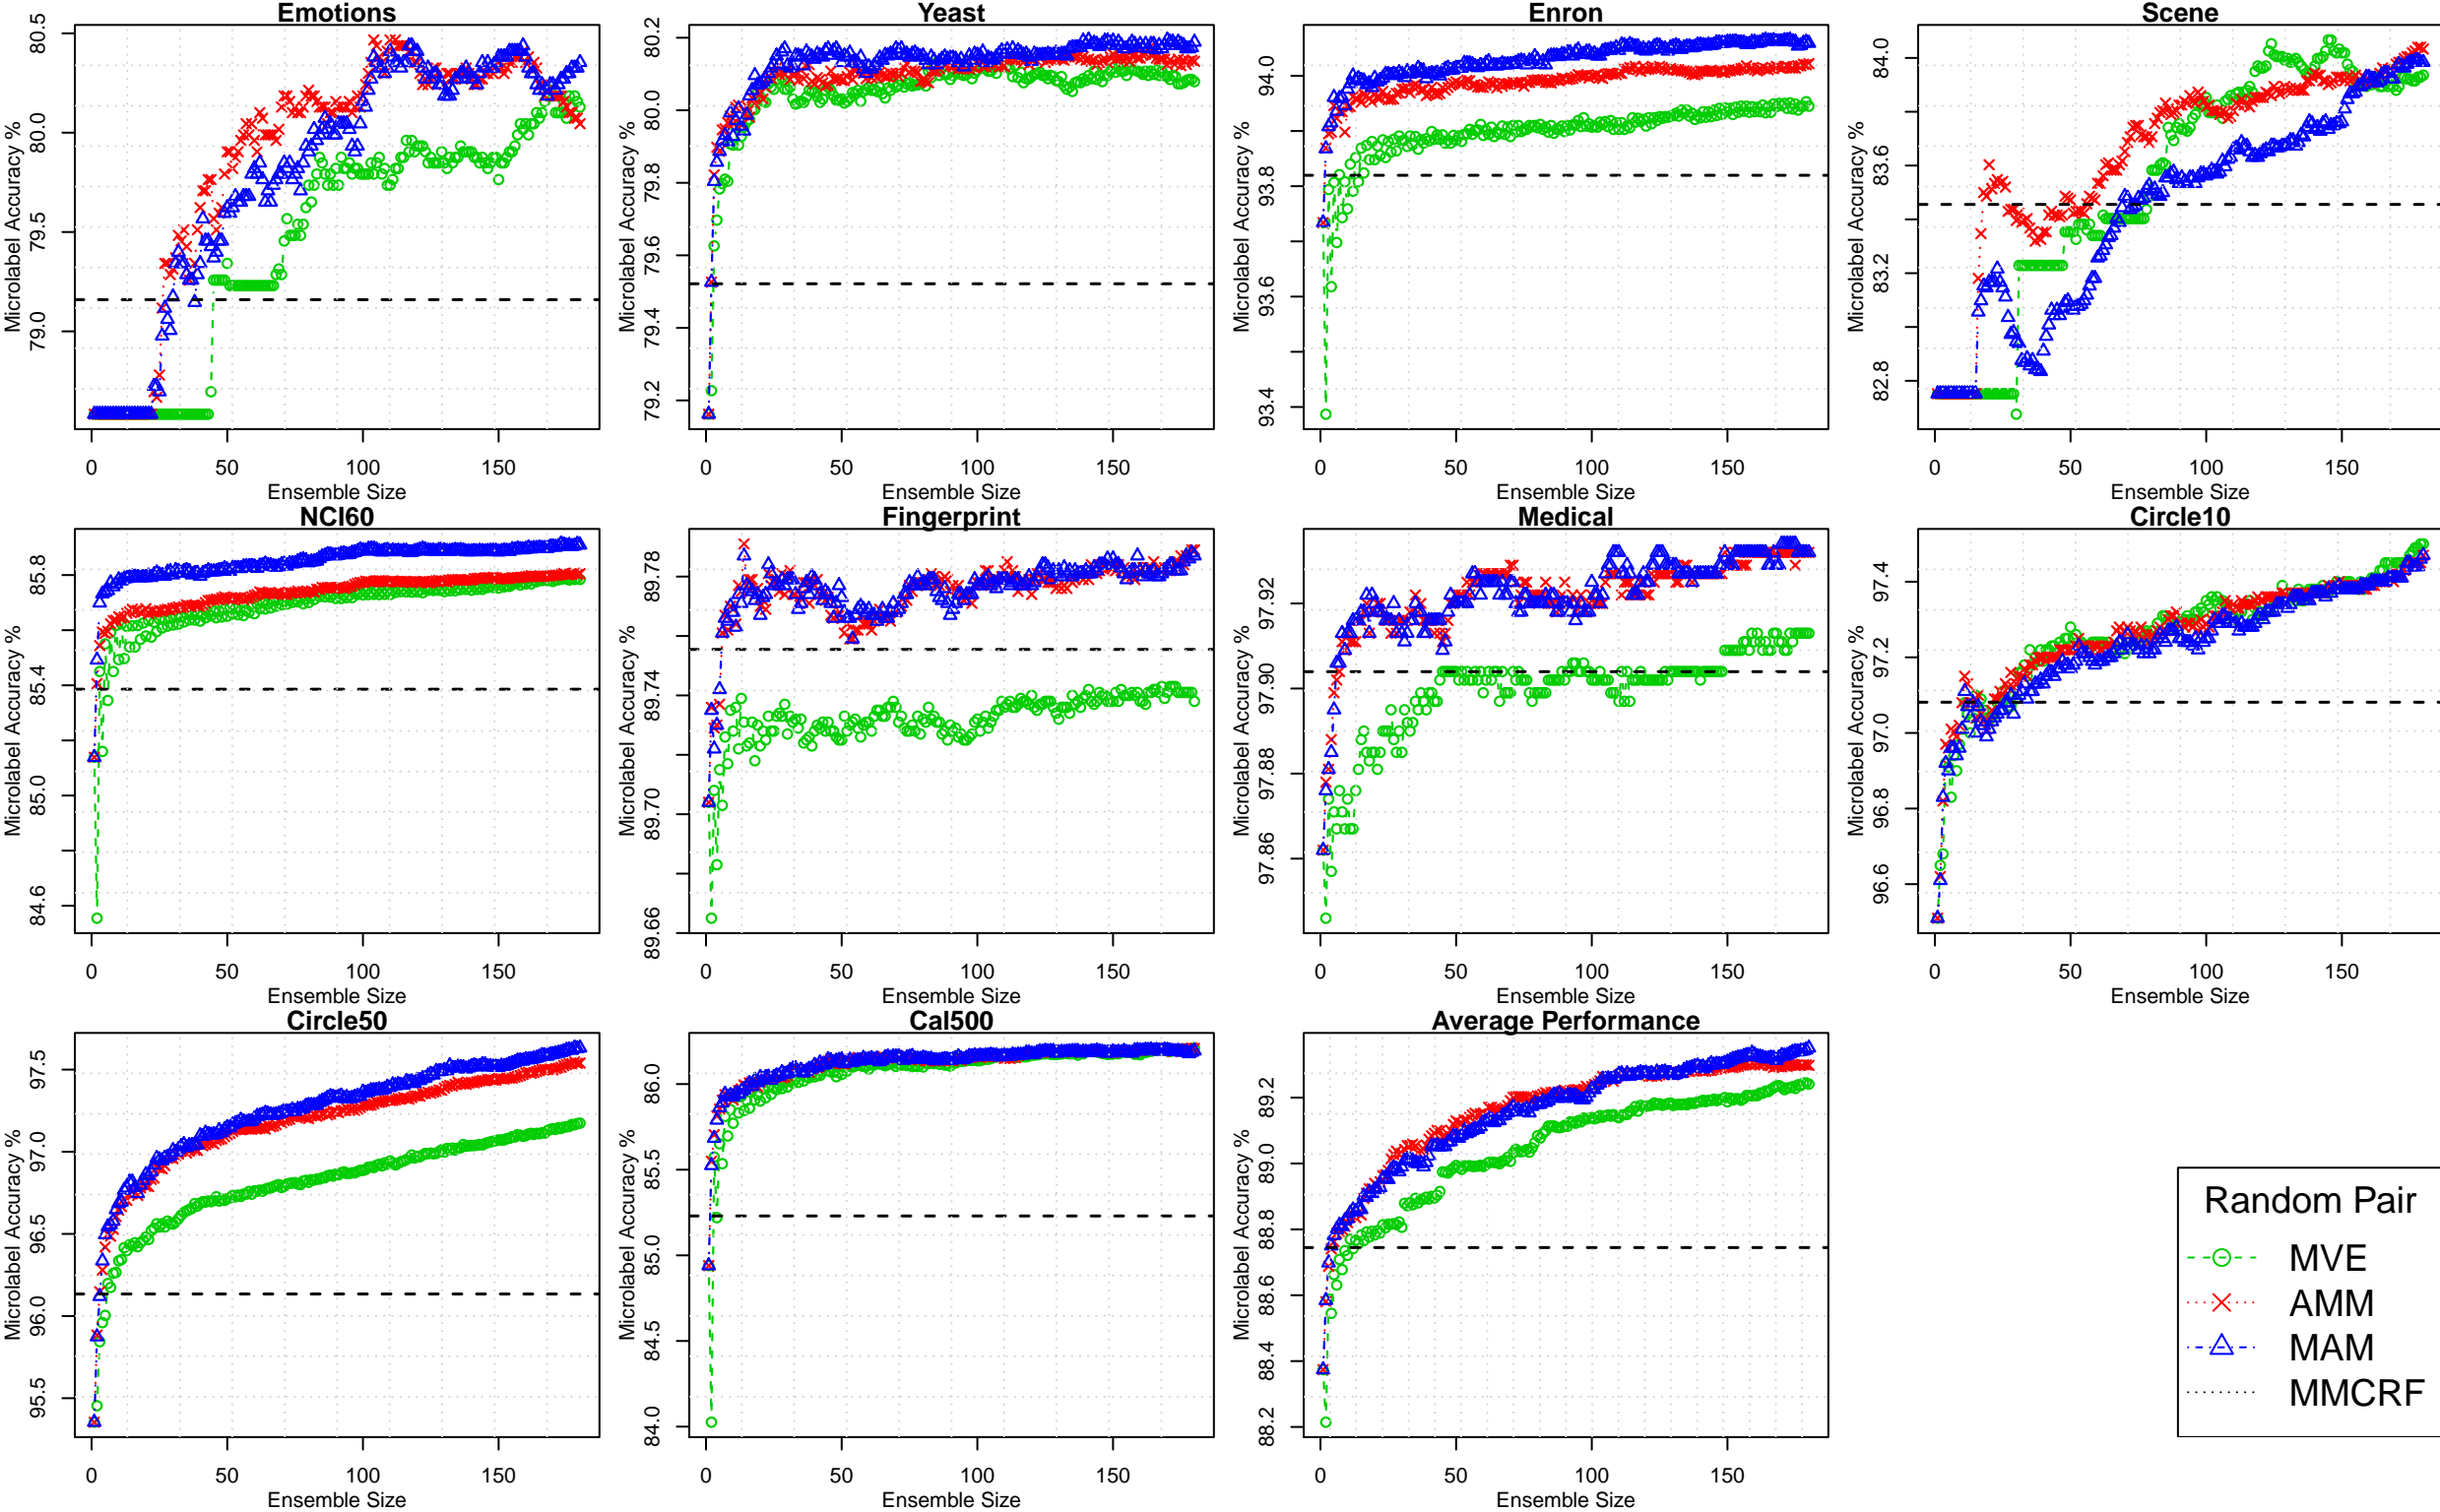 Emotions
Yeast
Enron
Scene
Microlabel Accuracy %
79.0 79.5 80.0 80.5
0 50 100 150
Ensemble Size
Microlabel Accuracy %
79.2 79.4 79.6 79.8 80.0 80.2
0 50 100 150
Ensemble Size
Microlabel Accuracy %
93.4 93.6 93.8 94.0
0 50 100 150
Ensemble Size
Microlabel Accuracy %
82.8 83.2 83.6 84.0
0 50 100 150
Ensemble Size
NCI60
Fingerprint
Medical
Circle10
Microlabel Accuracy %
84.6 85.0 85.4 85.8
0 50 100 150
Ensemble Size
Microlabel Accuracy %
89.66 89.70 89.74 89.78
0 50 100 150
Ensemble Size
Microlabel Accuracy %
97.86 97.88 97.90 97.92
0 50 100 150
Ensemble Size
Microlabel Accuracy %
96.6 96.8 97.0 97.2 97.4
0 50 100 150
Ensemble Size
Circle50
Cal500
Average Performance
Microlabel Accuracy %
95.5 96.0 96.5 97.0 97.5
0 50 100 150
Ensemble Size
Microlabel Accuracy %
84.0 84.5 85.0 85.5 86.0
0 50 100 150
Ensemble Size
Microlabel Accuracy %
88.2 88.4 88.6 88.8 89.0 89.2
0 50 100 150
Ensemble Size
Random Pair
MVE
AMM
MAM
MMCRF